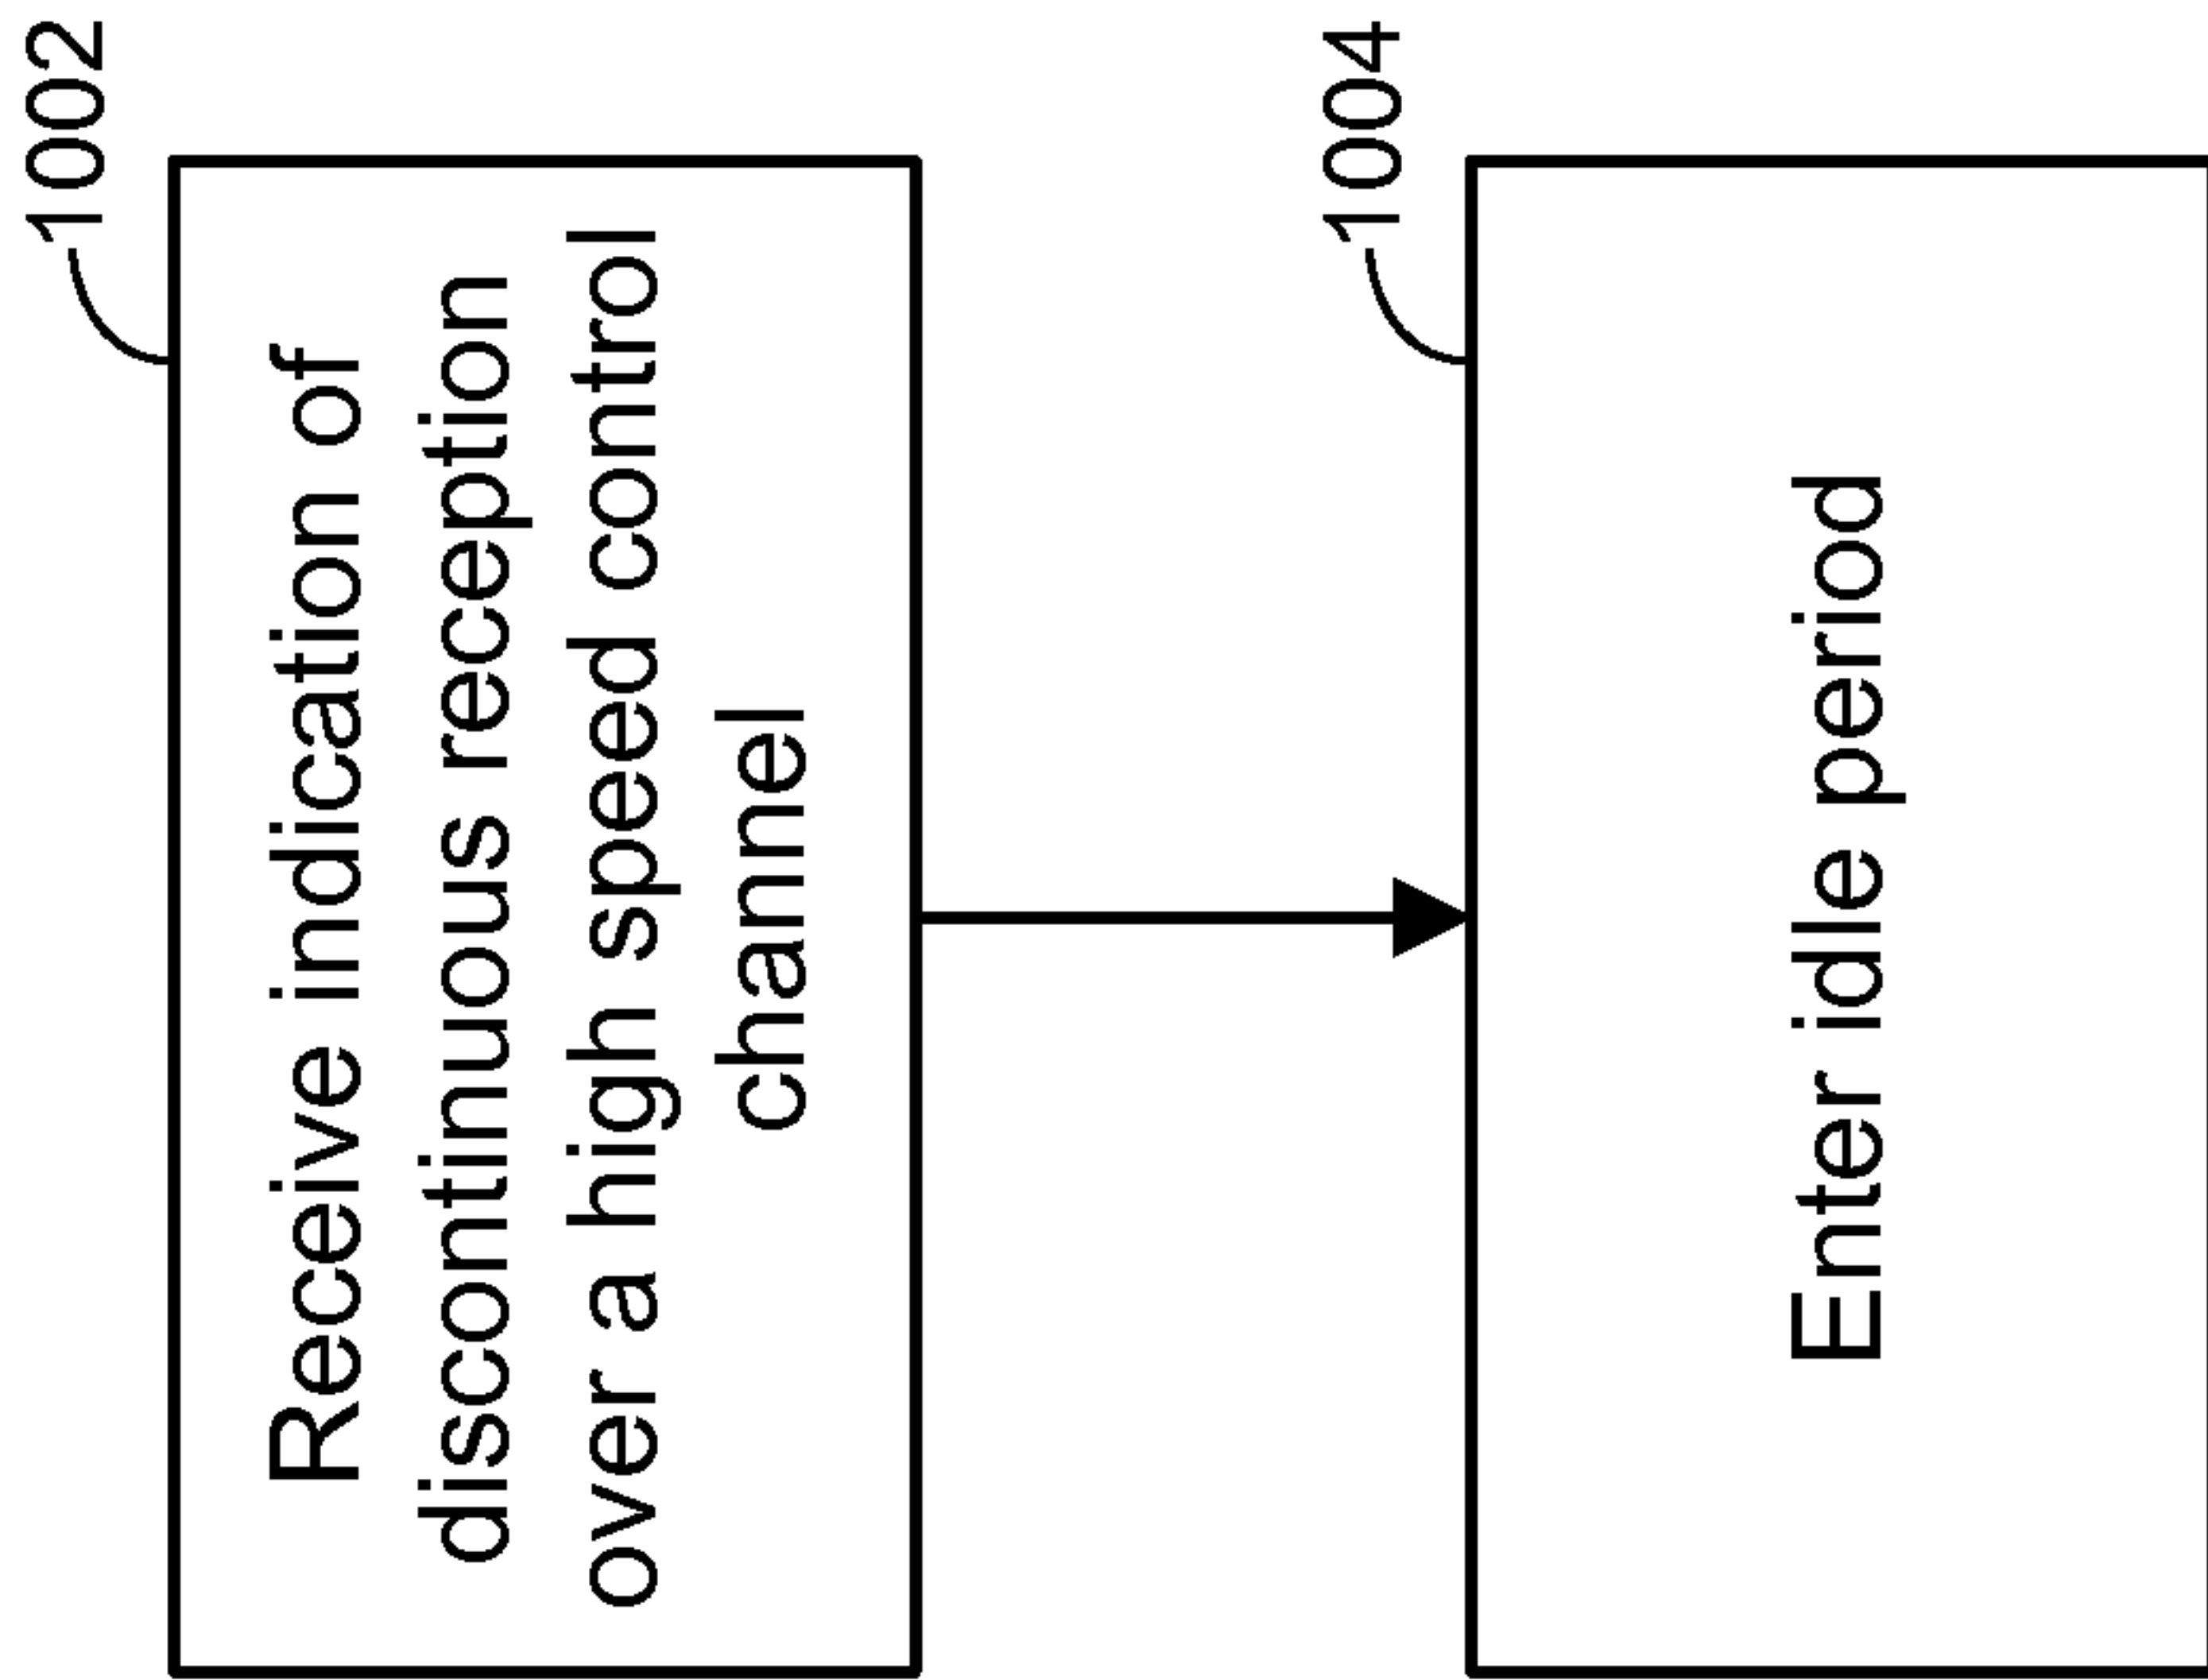 1002
Receive indication of
discontinuous reception
over a high speed control
channel
1004
Enter idle period